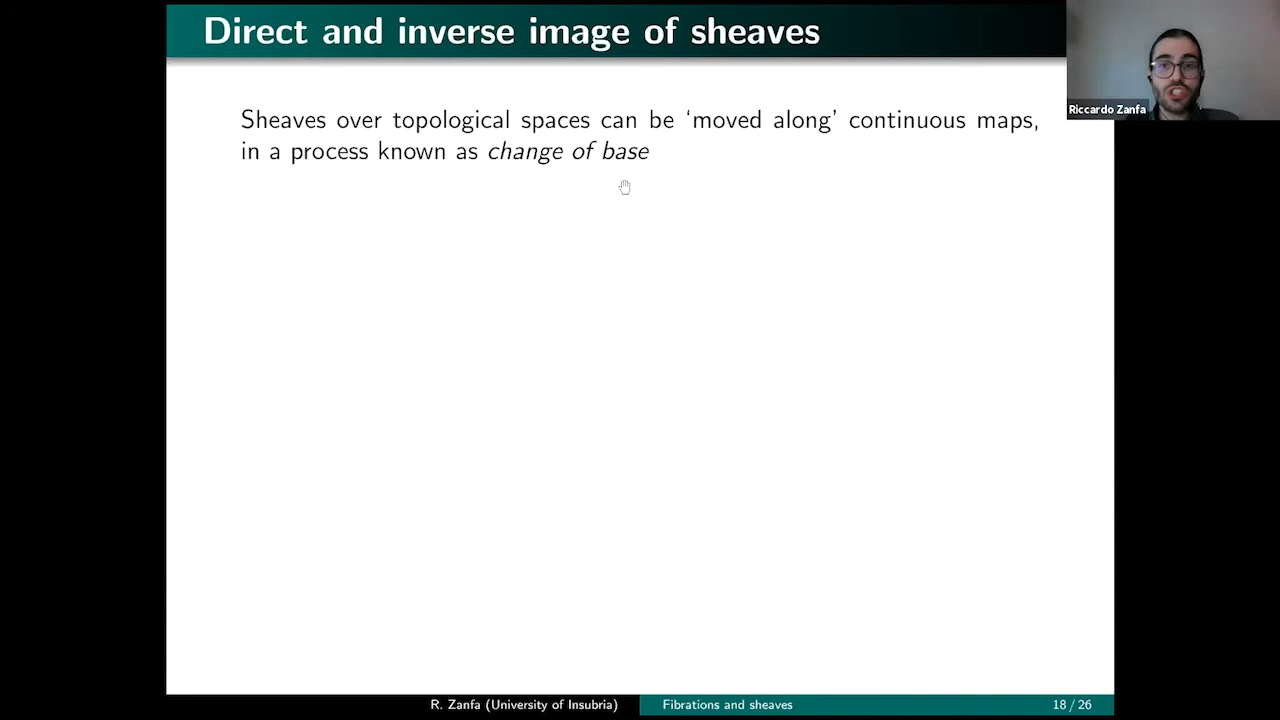 Direct and inverse image of sheaves
Riccardo Zanfa
Sheaves over topological spaces can be ‘moved along’ continuous maps,
in a process known as change of base
R. Zanfa (University of Insubria)
Fibrations and sheaves
18 / 26